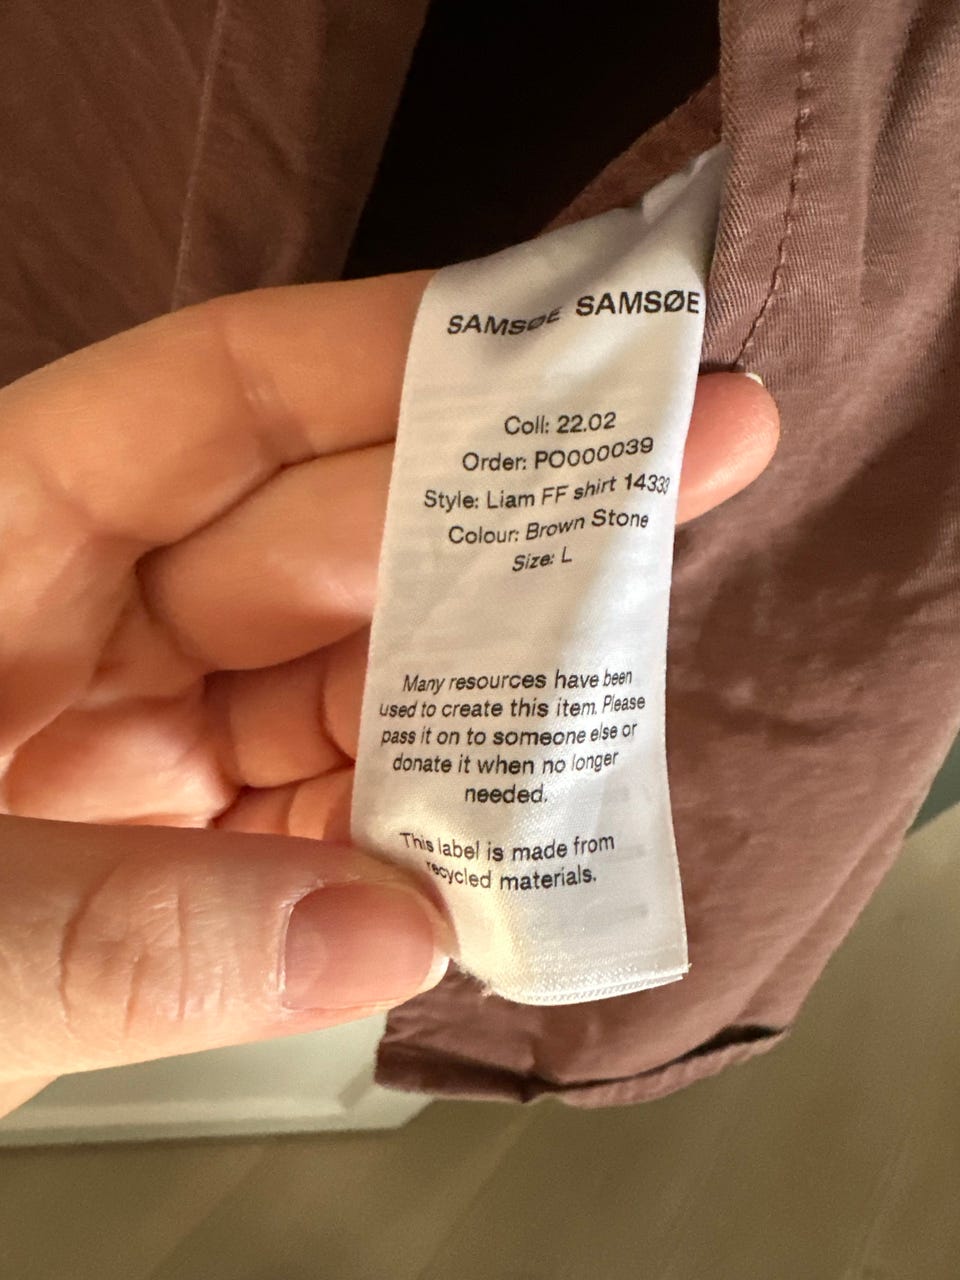 SAMSØE SAMSØE
Coll: 22.02
Order: PO000039
Style: Liam FF shirt 14333
Colour: Brown Stone
Size: L
Many resources have been
used to create this item. Please
pass it on to someone else or
donate it when no longer
needed.
This label is made from
recycled materials.